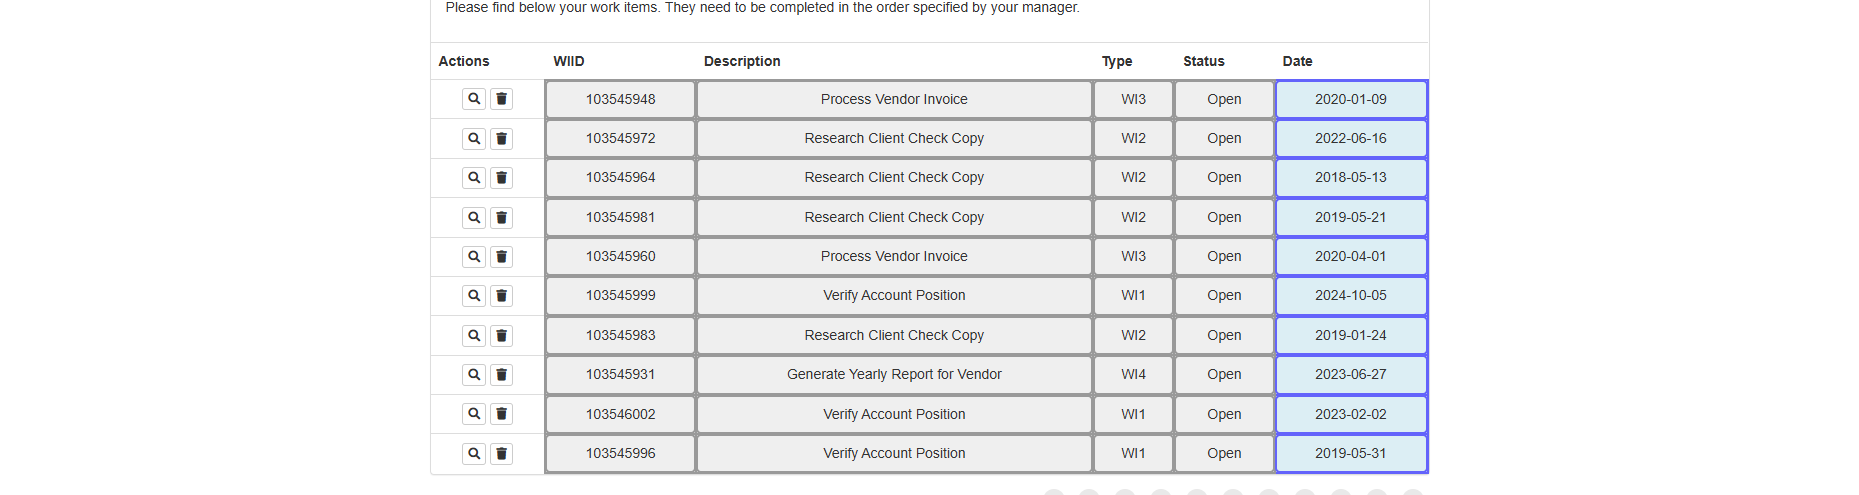 Please find below your work items. They need to be completed in the order specified by your manager.
Actions WIID Description Type Status Date
103545948 Process Vendor Invoice WI3 Open 2020-01-09
103545972 Research Client Check Copy WI2 Open 2022-06-16
103545964 Research Client Check Copy WI2 Open 2018-05-13
103545981 Research Client Check Copy WI2 Open 2019-05-21
103545960 Process Vendor Invoice WI3 Open 2020-04-01
103545999 Verify Account Position WI1 Open 2024-10-05
103545983 Research Client Check Copy WI2 Open 2019-01-24
103545931 Generate Yearly Report for Vendor WI4 Open 2023-06-27
103546002 Verify Account Position WI1 Open 2023-02-02
103545996 Verify Account Position WI1 Open 2019-05-31